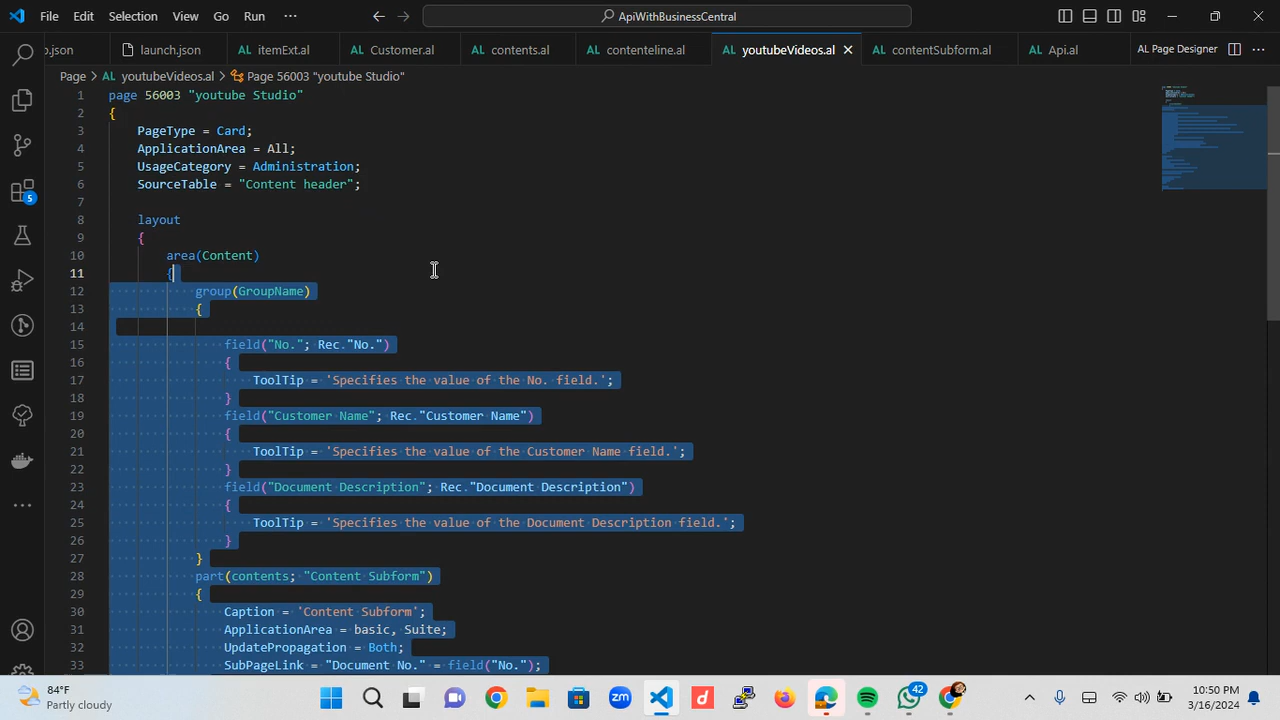 File Edit Selection View Go Run ··· ApiWithBusinessCentral
.json launch.json AL itemExt.al AL Customer.al AL contents.al AL contenteline.al AL youtubeVideos.al AL contentSubform.al AL Api.al AL Page Designer
Page > AL youtubeVideos.al > Page 56003 "youtube Studio"
1 page 56003 "youtube Studio"
2 {
3 PageType = Card;
4 ApplicationArea = All;
5 UsageCategory = Administration;
6 SourceTable = "Content header";
7
8 layout
9 {
10 area(Content)
11 {
12 group(GroupName)
13 {
14
15 field("No."; Rec."No.")
16 {
17 ToolTip = 'Specifies the value of the No. field.';
18 }
19 field("Customer Name"; Rec."Customer Name")
20 {
21 ToolTip = 'Specifies the value of the Customer Name field.';
22 }
23 field("Document Description"; Rec."Document Description")
24 {
25 ToolTip = 'Specifies the value of the Document Description field.';
26 }
27 }
28 part(contents; "Content Subform")
29 {
30 Caption = 'Content Subform';
31 ApplicationArea = basic, Suite;
32 UpdatePropagation = Both;
33 SubPageLink = "Document No." = field("No.");
5
84°F
Partly cloudy
zm
d
42
10:50 PM
3/16/2024